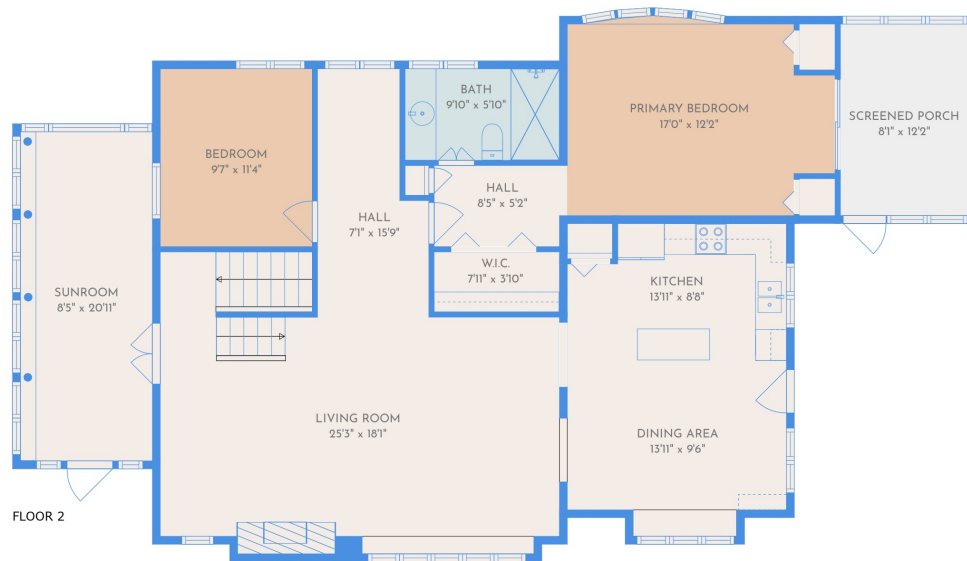 BATH
9'10" x 5'10"
PRIMARY BEDROOM
17'0" x 12'2"
SCREENED PORCH
8'1" x 12'2"
BEDROOM
9'7" x 11'4"
HALL
8'5" x 5'2"
HALL
7'1" x 15'9"
W.I.C.
7'11" x 3'10"
KITCHEN
13'11" x 8'8"
SUNROOM
8'5" x 20'11"
LIVING ROOM
25'3" x 18'1"
DINING AREA
13'11" x 9'6"
FLOOR 2